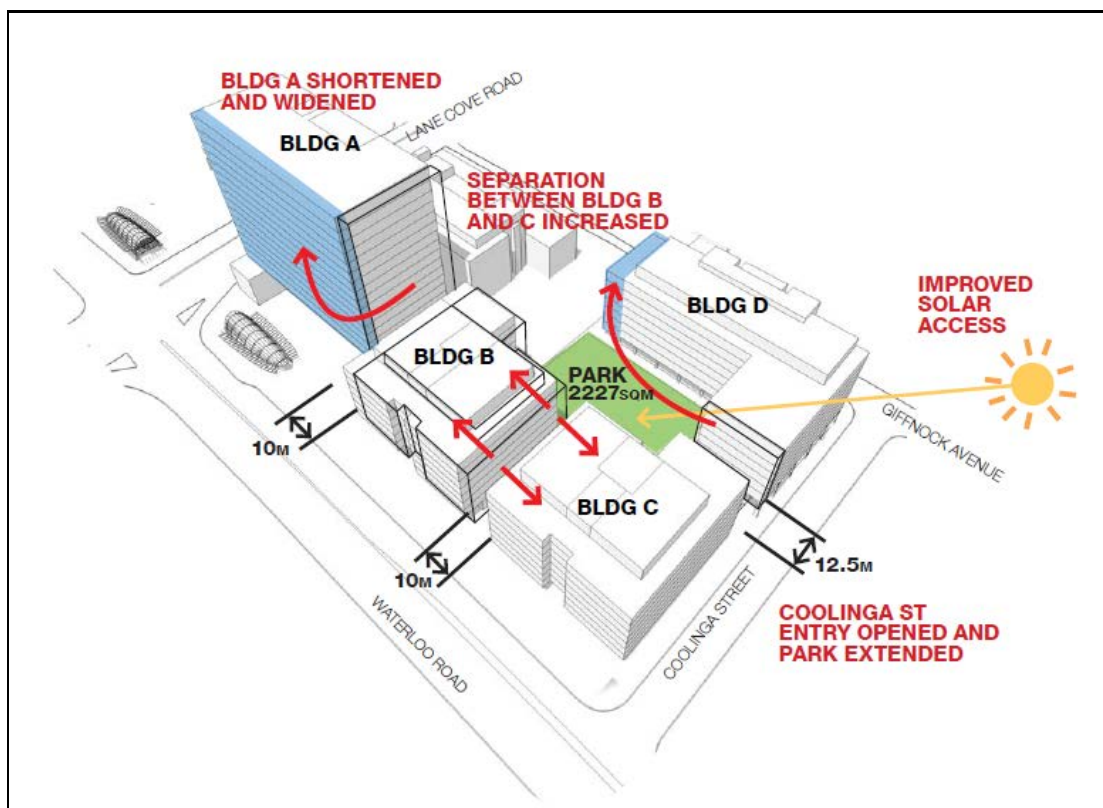 BLDG A SHORTENED
AND WIDENED
BLDG A
LANE COVE ROAD
SEPARATION
BETWEEN BLDG B
AND C INCREASED
BLDG D
IMPROVED
SOLAR
ACCESS
BLDG B
PARK
2227SQM
GIFFNOCK AVENUE
10M
BLDG C
10M
12.5M
WATERLOO ROAD
COOLINGA STREET
COOLINGA ST
ENTRY OPENED AND
PARK EXTENDED